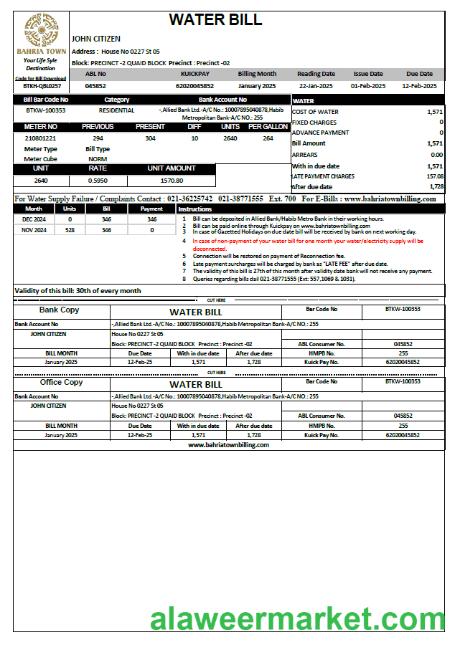 WATER BILL
BAHRIA TOWN
Your Life Syle
Destination
Code for Bill Download
BTKH-QBL0257
JOHN CITIZEN
Address : House No 0227 St 05
Block: PRECINCT -2 QUAID BLOCK Precinct : Precinct -02
ABL No KUICKPAY Billing Month Reading Date Issue Date Due Date
045852 62020045852 January 2025 22-Jan-2025 01-Feb-2025 12-Feb-2025
Bill Bar Code No Category Bank Account No
BTKW-100353 RESIDENTIAL -,Allied Bank Ltd.-A/C No.: 10007895040878,Habib
Metropolitan Bank-A/C NO.: 255
METER NO PREVIOUS PRESENT DIFF UNITS PER GALLON
210801221 294 304 10 2640 264
Meter Type Bill Type
Meter Cube NORM
UNIT RATE UNIT AMOUNT
2640 0.5950 1570.80
WATER
COST OF WATER 1,571
FIXED CHARGES 0
ADVANCE PAYMENT 0
Bill Amount 1,571
ARREARS 0.00
With in due date 1,571
LATE PAYMENT CHARGES 157.08
After due date 1,728
For Water Supply Failure / Complaints Contact : 021-36225742 021-38771555 Ext. 700 For E-Bills : www.bahriatownbilling.com
Month Units Bill Payment
DEC 2024 0 346 346
NOV 2024 528 346 0
Instructions
1 Bill can be deposited in Allied Bank/Habib Metro Bank in their working hours.
2 Bill can be paid online through Kuickpay on www.bahriatownbilling.com
3 In case of Gazetted Holidays on due date bill will be received by bank on next working day.
4 In case of non-payment of your water bill for one month your water/electricity supply will be
disconnected.
5 Connection will be restored on payment of Reconnection fee.
6 Late payment surcharges will be charged by bank as "LATE FEE" after due date.
7 The validity of this bill is 27th of this month after validity date bank will not receive any payment.
8 Queries regarding bills dail 021-38771555 (Ext: 557,1069 & 1031).
Validity of this bill: 30th of every month
CUT HERE
Bank Copy WATER BILL Bar Code No BTKW-100353
Bank Account No -,Allied Bank Ltd.-A/C No.: 10007895040878,Habib Metropolitan Bank-A/C NO.: 255
JOHN CITIZEN House No 0227 St 05
Block: PRECINCT -2 QUAID BLOCK Precinct : Precinct -02 ABL Consumer No. 045852
BILL MONTH Due Date With in due date After due date HMPB No. 255
January 2025 12-Feb-25 1,571 1,728 Kuick Pay No. 62020045852
CUT HERE
Office Copy WATER BILL Bar Code No BTKW-100353
Bank Account No -,Allied Bank Ltd.-A/C No.: 10007895040878,Habib Metropolitan Bank-A/C NO.: 255
JOHN CITIZEN House No 0227 St 05
Block: PRECINCT -2 QUAID BLOCK Precinct : Precinct -02 ABL Consumer No. 045852
BILL MONTH Due Date With in due date After due date HMPB No. 255
January 2025 12-Feb-25 1,571 1,728 Kuick Pay No. 62020045852
www.bahriatownbilling.com
alaweermarket.com